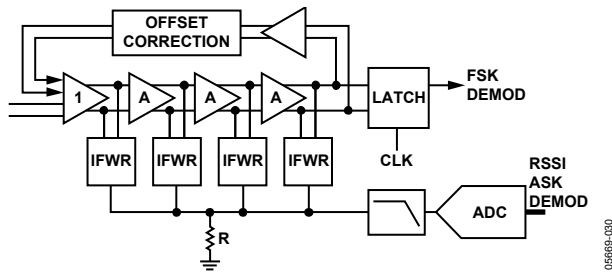 OFFSET
CORRECTION
1
A
A
A
LATCH
FSK
DEMOD
IFWR
IFWR
IFWR
IFWR
CLK
RSSI
ASK
DEMOD
ADC
R
05669-030